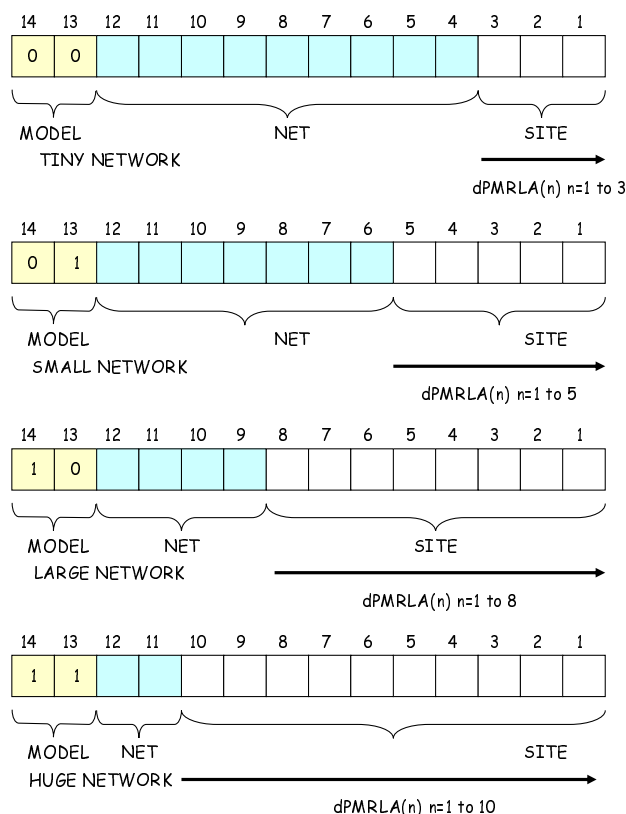 14 13 12 11 10 9 8 7 6 5 4 3 2 1
0 0
MODEL NET SITE
TINY NETWORK
dPMRLA(n) n=1 to 3
14 13 12 11 10 9 8 7 6 5 4 3 2 1
0 1
MODEL NET SITE
SMALL NETWORK
dPMRLA(n) n=1 to 5
14 13 12 11 10 9 8 7 6 5 4 3 2 1
1 0
MODEL NET SITE
LARGE NETWORK
dPMRLA(n) n=1 to 8
14 13 12 11 10 9 8 7 6 5 4 3 2 1
1 1
MODEL NET SITE
HUGE NETWORK
dPMRLA(n) n=1 to 10